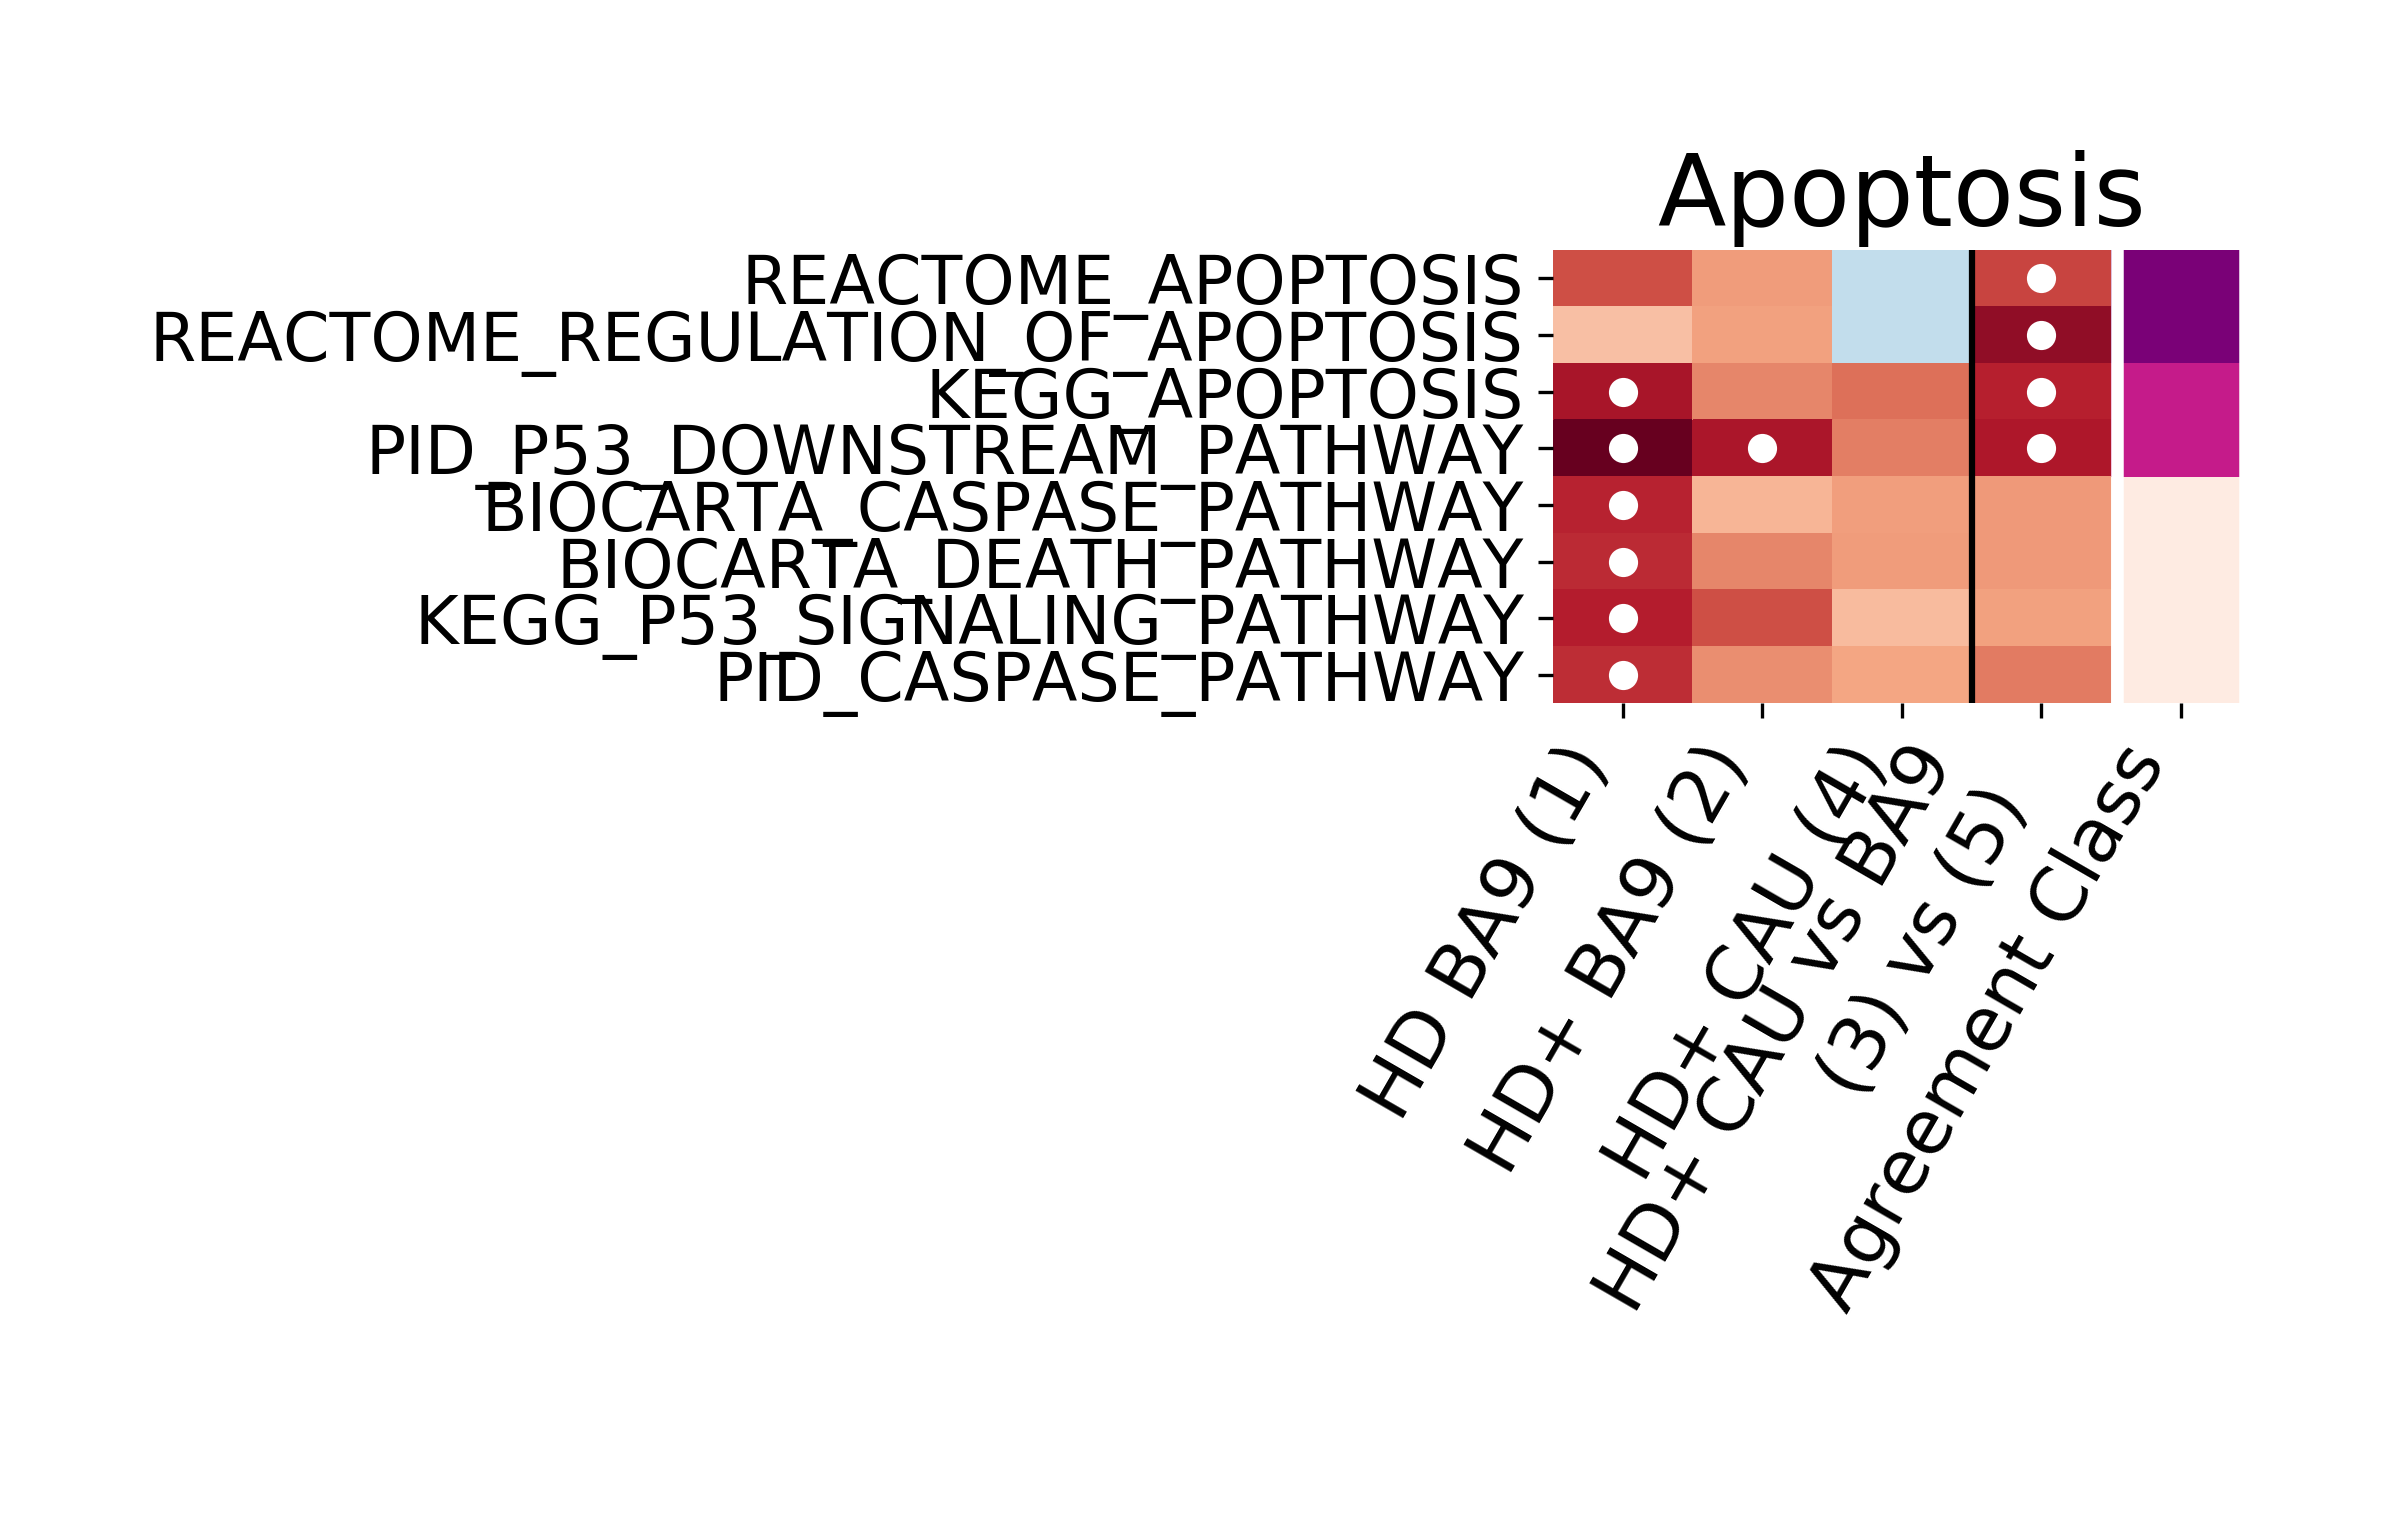 Apoptosis
REACTOME_APOPTOSIS
REACTOME_REGULATION_OF_APOPTOSIS
KEGG_APOPTOSIS
PID_P53_DOWNSTREAM_PATHWAY
BIOCARTA_CASPASE_PATHWAY
BIOCARTA_DEATH_PATHWAY
KEGG_P53_SIGNALING_PATHWAY
PID_CASPASE_PATHWAY
HD BA9 (1)
HD+ BA9 (2)
HD+ CAU (4)
HD+ CAU vs BA9
(3) vs (5)
Agreement Class